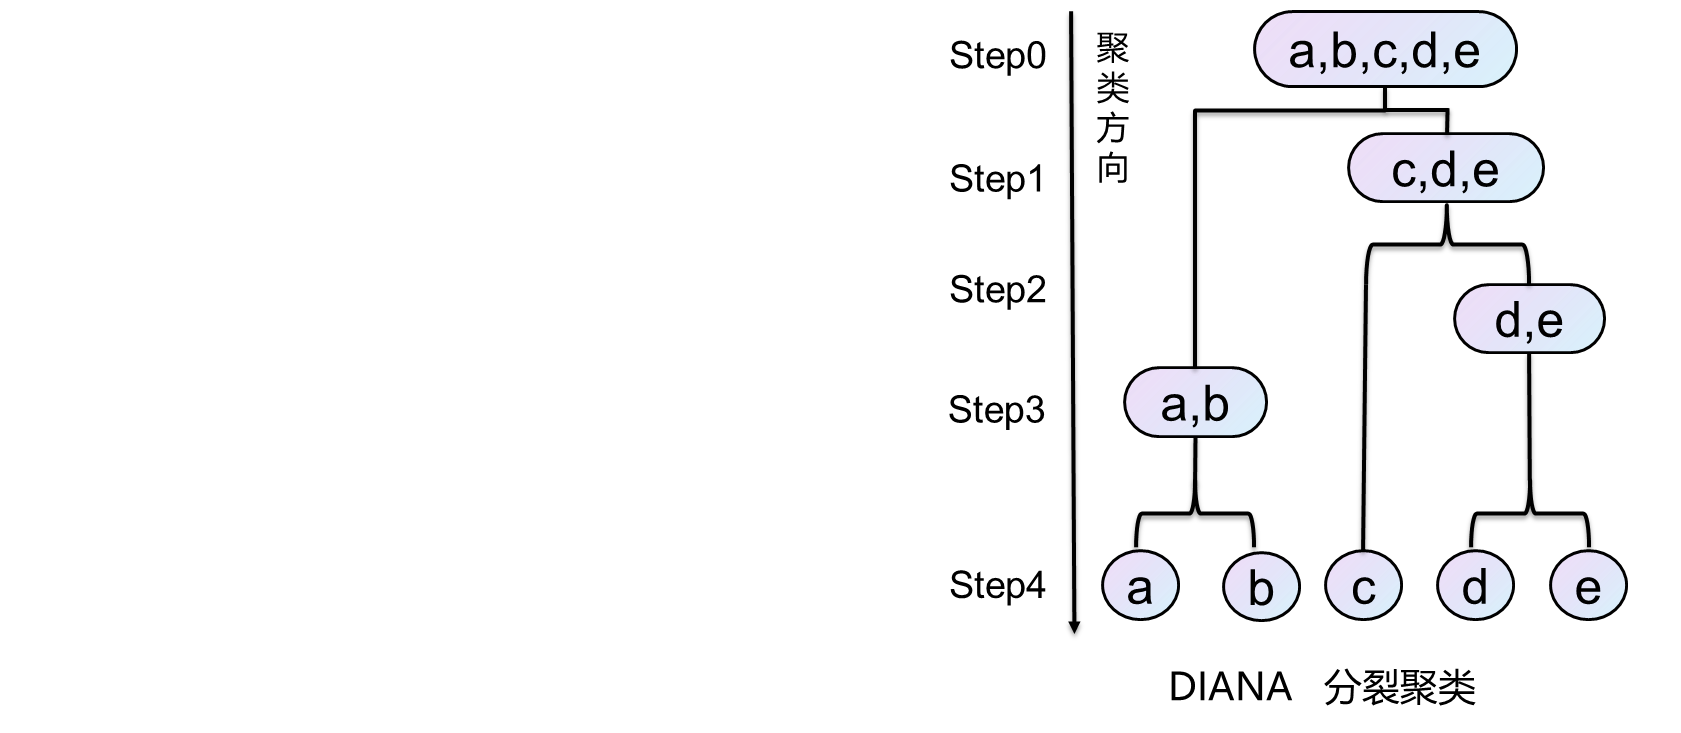 Step0
聚类方向
a,b,c,d,e
Step1
c,d,e
Step2
d,e
Step3
a,b
Step4
a
b
c
d
e
DIANA 分裂聚类